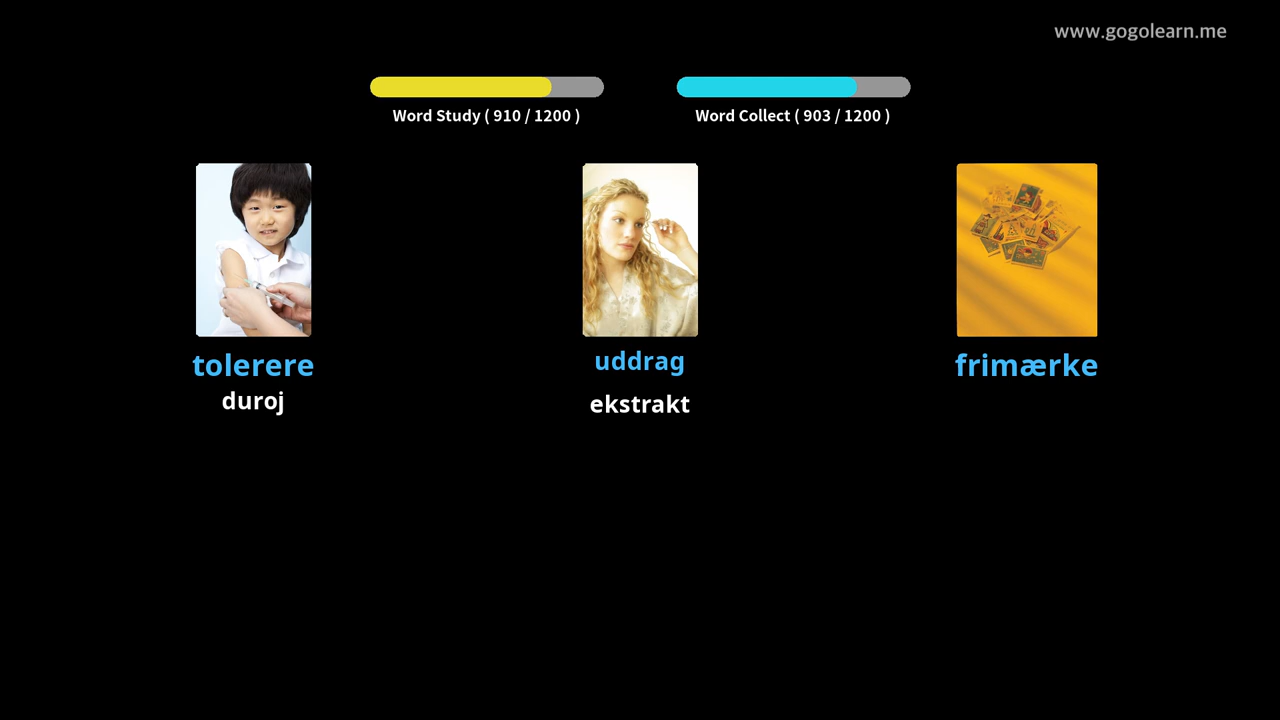 www.gogolearn.me
Word Study ( 910 / 1200 )
Word Collect ( 903 / 1200 )
tolerere
duroj
uddrag
ekstrakt
frimærke